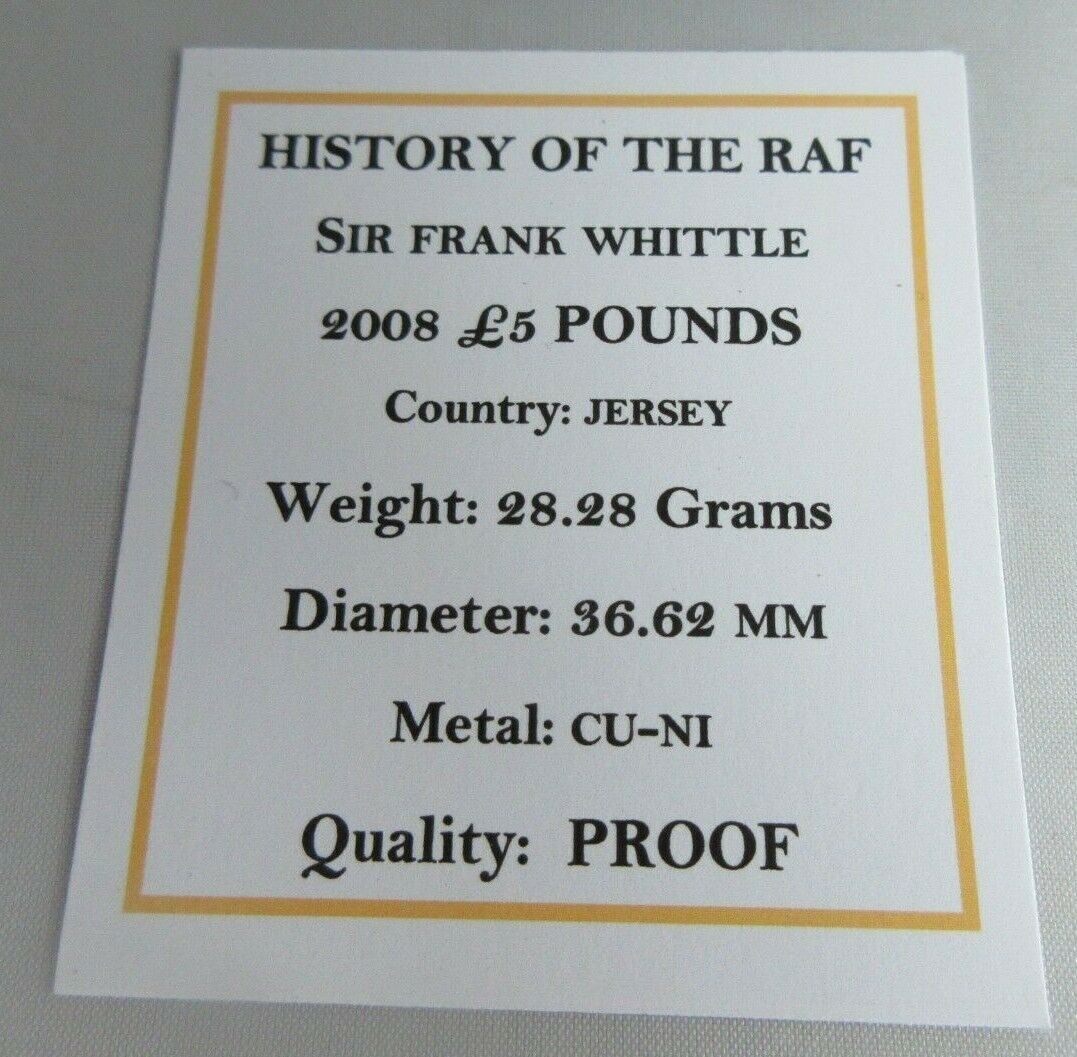 HISTORY OF THE RAF
SIR FRANK WHITTLE
2008 £5 POUNDS
Country: JERSEY
Weight: 28.28 Grams
Diameter: 36.62 MM
Metal: CU-NI
Quality: PROOF